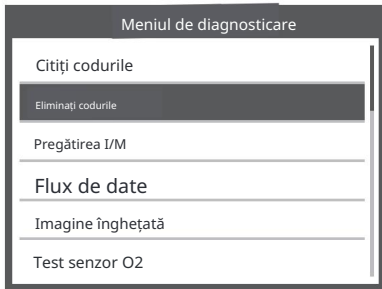 Meniul de diagnosticare
Citiți codurile
Eliminați codurile
Pregătirea I/M
Flux de date
Imagine înghețată
Test senzor O2